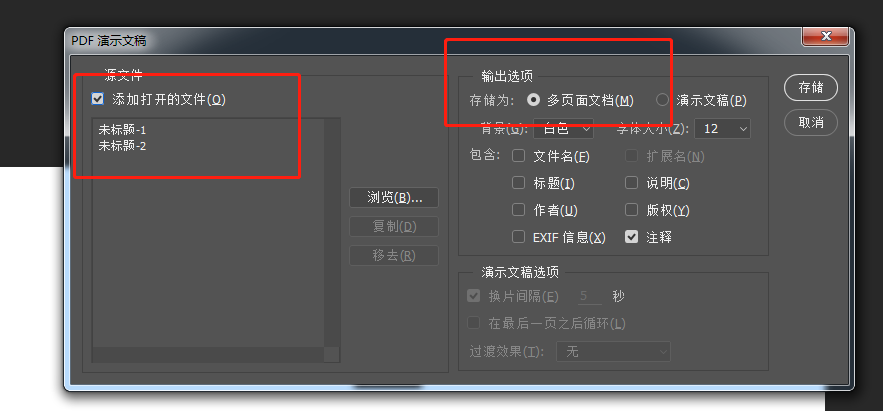 PDF 演示文稿
源文件
添加打开的文件(O)
未标题-1
未标题-2
浏览(B)...
复制(D)
移去(R)
输出选项
存储为: 多页面文档(M) 演示文稿(P)
背景(G): 白色 字体大小(Z): 12
包含: 文件名(F) 扩展名(N)
标题(I) 说明(C)
作者(U) 版权(Y)
EXIF 信息(X) 注释
演示文稿选项
换片间隔(E) 5 秒
在最后一页之后循环(L)
过渡效果(T): 无
存储
取消